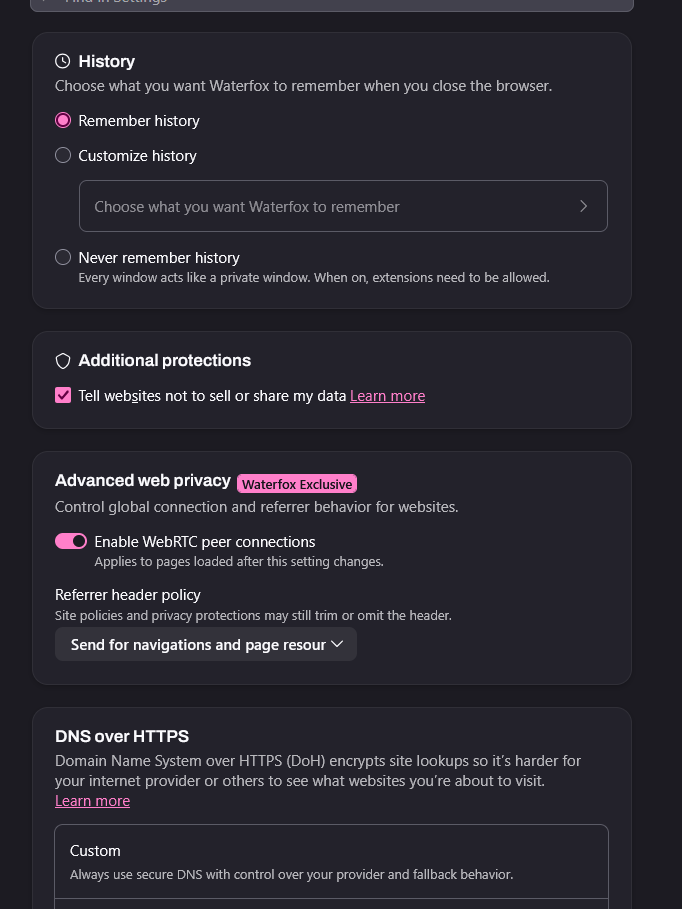 Find in Settings
History
Choose what you want Waterfox to remember when you close the browser.
Remember history
Customize history
Choose what you want Waterfox to remember
Never remember history
Every window acts like a private window. When on, extensions need to be allowed.
Additional protections
Tell websites not to sell or share my data Learn more
Advanced web privacy Waterfox Exclusive
Control global connection and referrer behavior for websites.
Enable WebRTC peer connections
Applies to pages loaded after this setting changes.
Referrer header policy
Site policies and privacy protections may still trim or omit the header.
Send for navigations and page resour
DNS over HTTPS
Domain Name System over HTTPS (DoH) encrypts site lookups so it’s harder for
your internet provider or others to see what websites you’re about to visit.
Learn more
Custom
Always use secure DNS with control over your provider and fallback behavior.